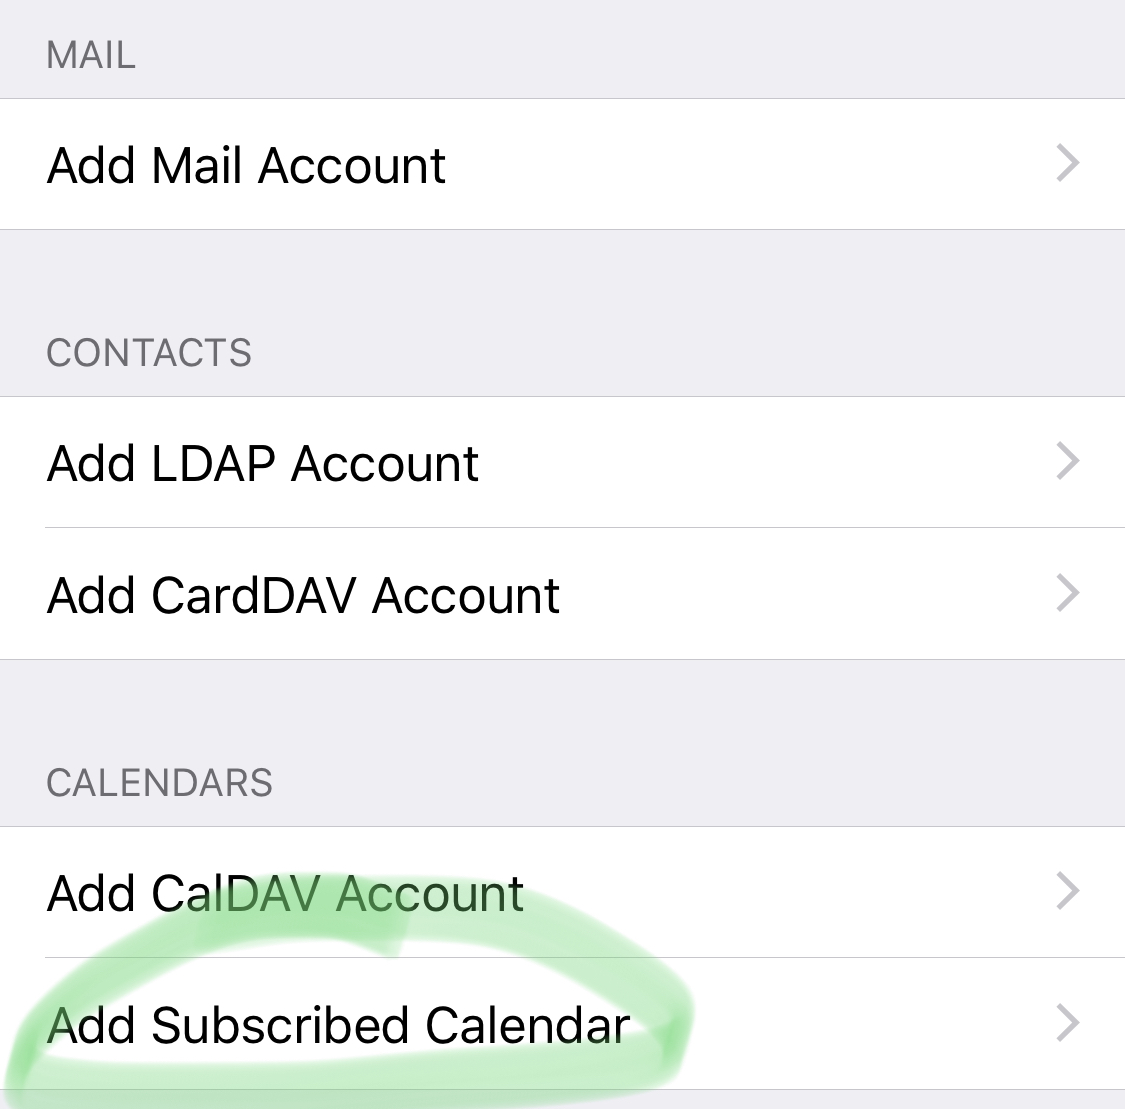 MAIL
Add Mail Account
CONTACTS
Add LDAP Account
Add CardDAV Account
CALENDARS
Add CalDAV Account
Add Subscribed Calendar